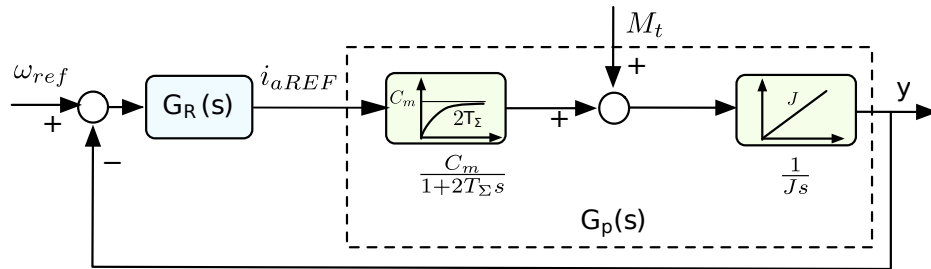 M_t
ω_ref
+
−
G_R(s)
i_aREF
C_m
2T_Σ
C_m
1+2T_Σ s
+
+
J
1
Js
y
G_p(s)